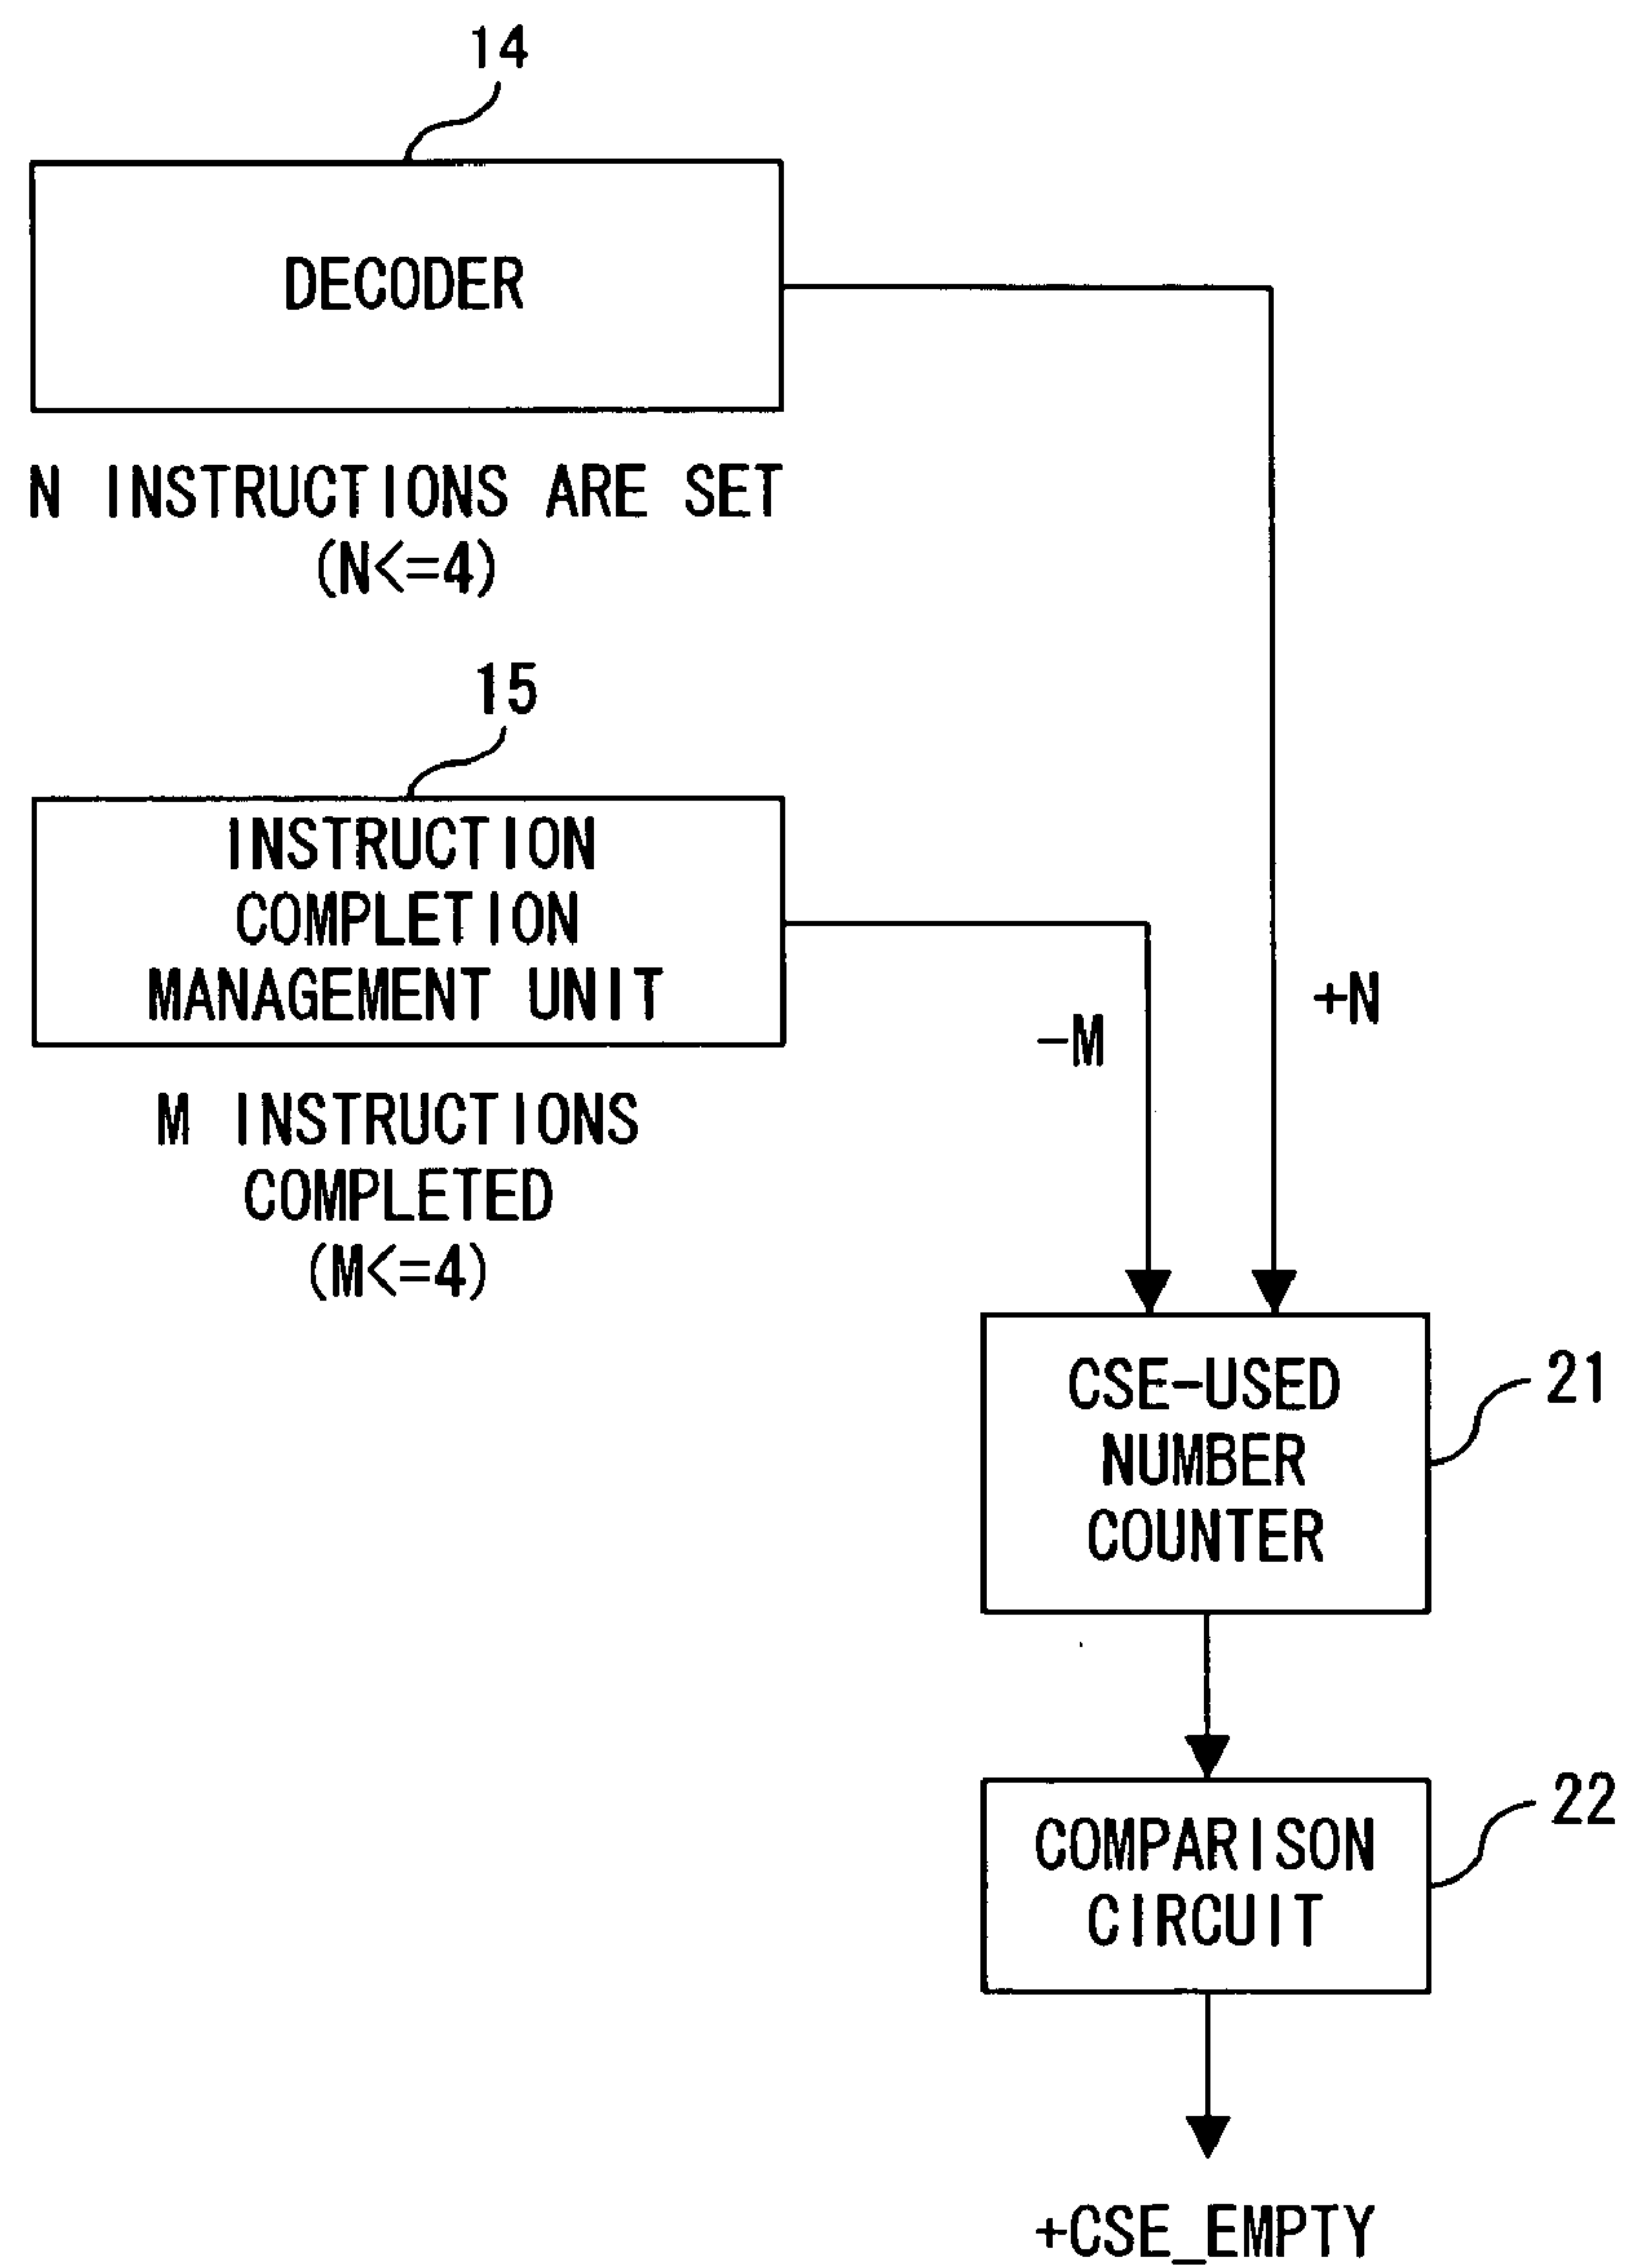 14
DECODER
N INSTRUCTIONS ARE SET
(N<=4)
15
INSTRUCTION
COMPLETION
MANAGEMENT UNIT
-M
+N
M INSTRUCTIONS
COMPLETED
(M<=4)
CSE-USED
NUMBER
COUNTER
21
COMPARISON
CIRCUIT
22
+CSE_EMPTY